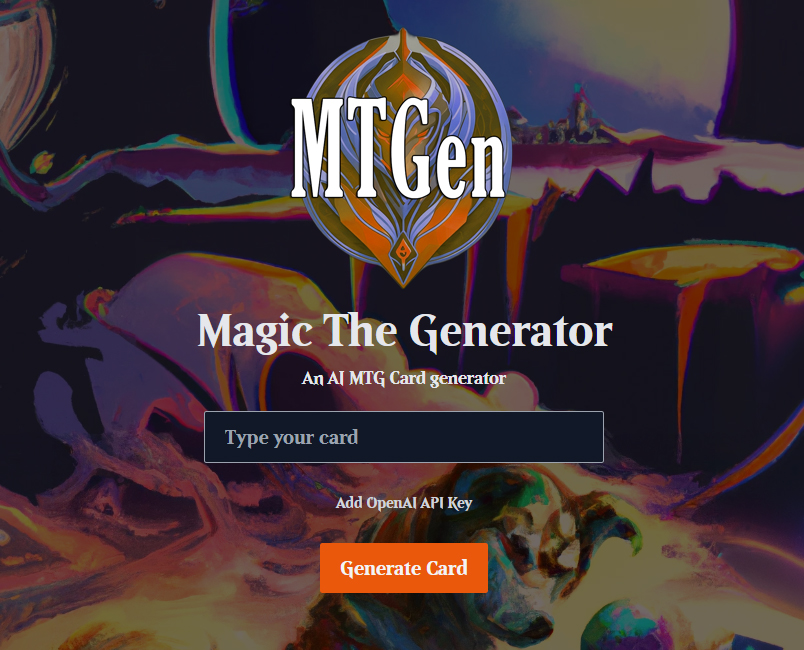 MTGen
Magic The Generator
An AI MTG Card generator
Type your card
Add OpenAI API Key
Generate Card